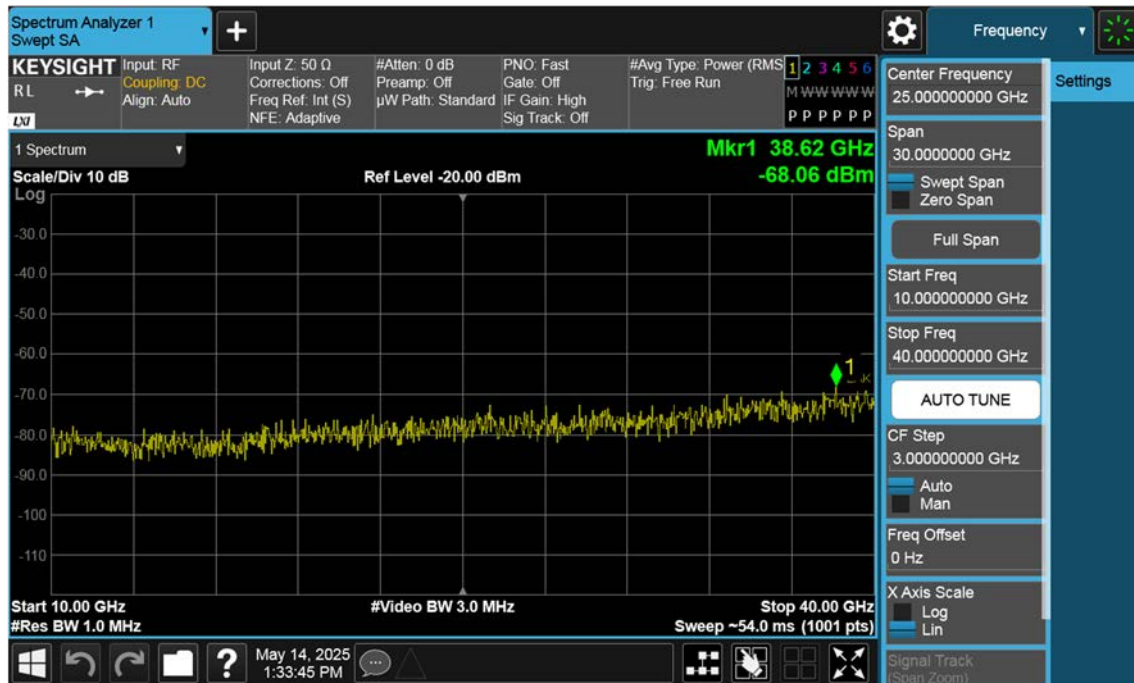 Spectrum Analyzer 1
Swept SA
+
Frequency
KEYSIGHT
RL
LXI
Input: RF
Coupling: DC
Align: Auto
Input Z: 50 Ω
Corrections: Off
Freq Ref: Int (S)
NFE: Adaptive
#Atten: 0 dB
Preamp: Off
µW Path: Standard
PNO: Fast
Gate: Off
IF Gain: High
Sig Track: Off
#Avg Type: Power (RMS
Trig: Free Run
1 2 3 4 5 6
M W W W W W
P P P P P P
1 Spectrum
Mkr1 38.62 GHz
-68.06 dBm
Scale/Div 10 dB
Ref Level -20.00 dBm
Log
-30.0
-40.0
-50.0
-60.0
1
-70.0
-80.0
-90.0
-100
-110
Start 10.00 GHz
#Video BW 3.0 MHz
Stop 40.00 GHz
#Res BW 1.0 MHz
Sweep ~54.0 ms (1001 pts)
?
May 14, 2025
1:33:45 PM
Center Frequency
25.000000000 GHz
Settings
Span
30.0000000 GHz
Swept Span
Zero Span
Full Span
Start Freq
10.000000000 GHz
Stop Freq
40.000000000 GHz
AUTO TUNE
CF Step
3.000000000 GHz
Auto
Man
Freq Offset
0 Hz
X Axis Scale
Log
Lin
Signal Track
(Span Zoom)